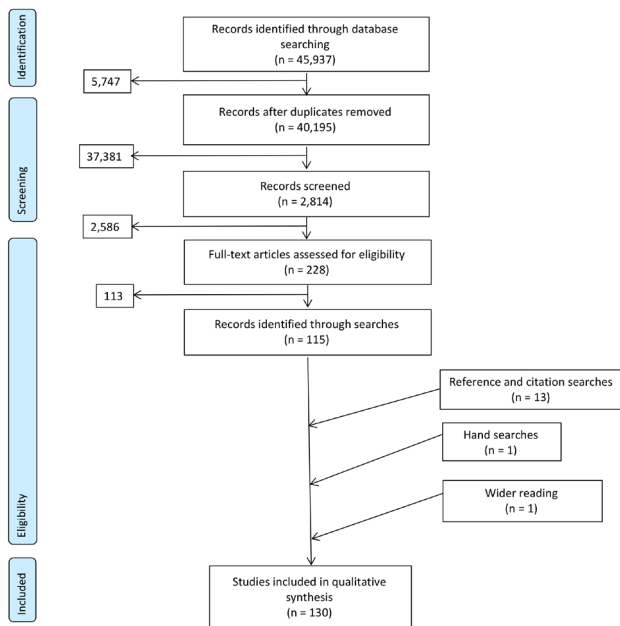 Identification
Records identified through database
searching
(n = 45,937)
5,747
Records after duplicates removed
(n = 40,195)
Screening
37,381
Records screened
(n = 2,814)
2,586
Full-text articles assessed for eligibility
(n = 228)
113
Records identified through searches
(n = 115)
Eligibility
Reference and citation searches
(n = 13)
Hand searches
(n = 1)
Wider reading
(n = 1)
Included
Studies included in qualitative
synthesis
(n = 130)